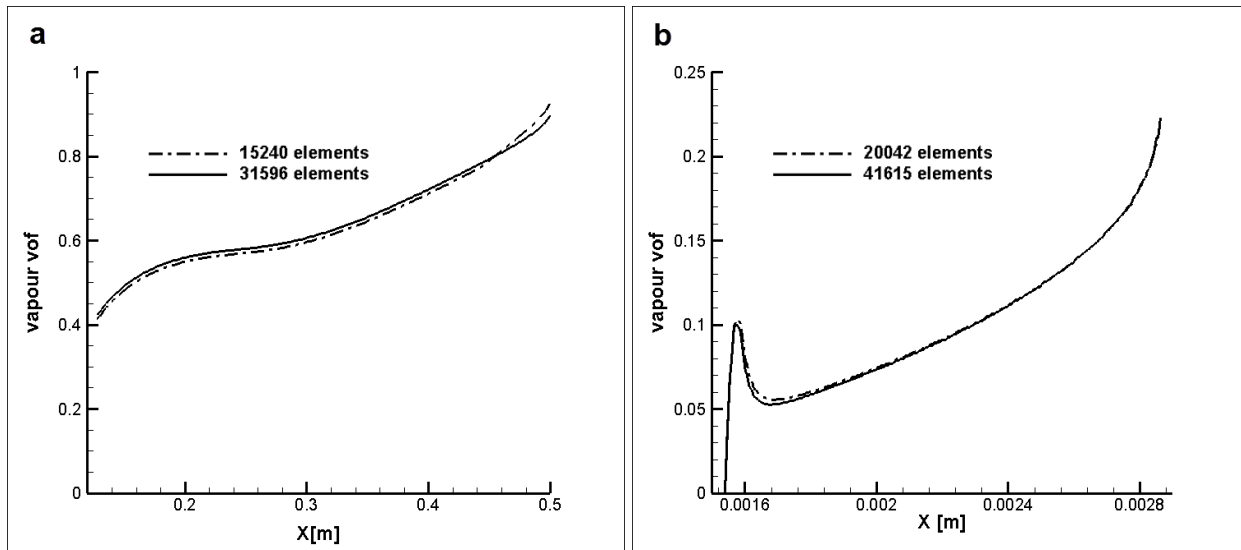 a
1
0.8
0.6
0.4
0.2
0
vapour vof
15240 elements
31596 elements
0.2 0.3 0.4 0.5
X[m]
b
0.25
0.2
0.15
0.1
0.05
0
vapour vof
20042 elements
41615 elements
0.0016 0.002 0.0024 0.0028
X [m]